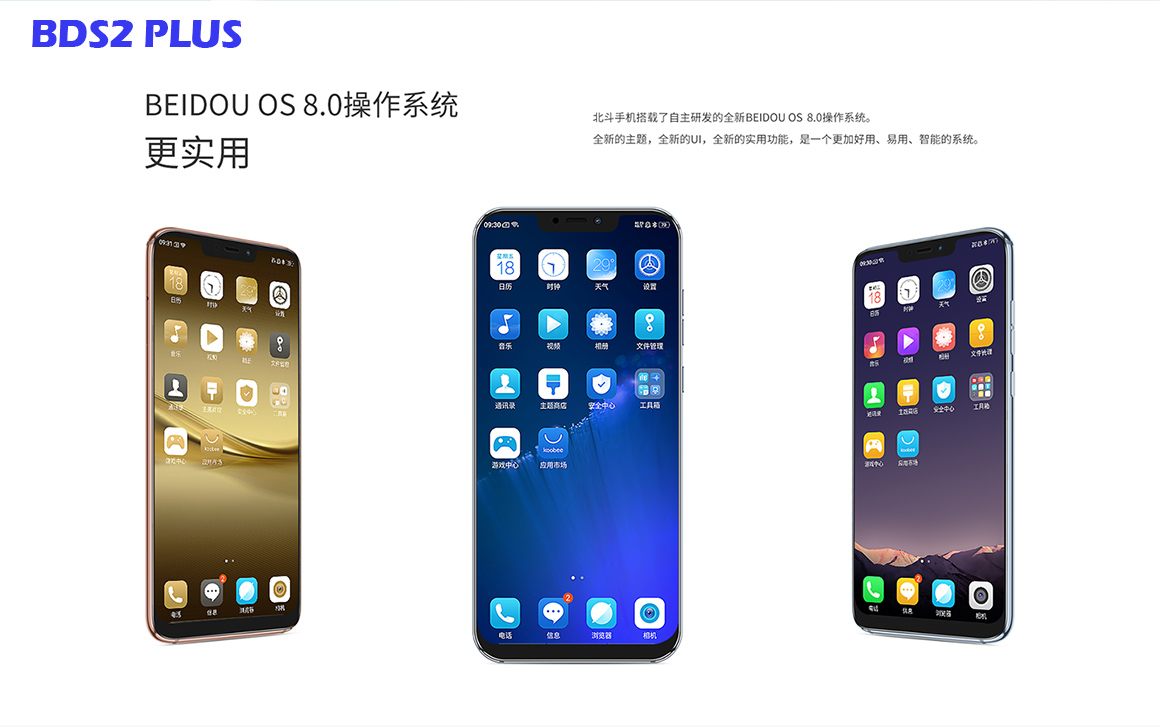 BDS2 PLUS
BEIDOU OS 8.0操作系统
更实用
北斗手机搭载了自主研发的全新BEIDOU OS 8.0操作系统。
全新的主题，全新的UI，全新的实用功能，是一个更加好用、易用、智能的系统。
09:31
18
29°
日历 时钟 天气 设置
音乐 视频 相册 文件管理
通讯录 主题商店 安全中心 工具箱
koobee
游戏中心 应用市场
2
电话 信息 浏览器 相机
09:30
星期五
18
29°
日历 时钟 天气 设置
音乐 视频 相册 文件管理
通讯录 主题商店 安全中心 工具箱
koobee
游戏中心 应用市场
2
电话 信息 浏览器 相机
09:30
星期五
18
29°
日历 时钟 天气 设置
音乐 视频 相册 文件管理
通讯录 主题商店 安全中心 工具箱
koobee
游戏中心 应用市场
2
电话 信息 浏览器 相机